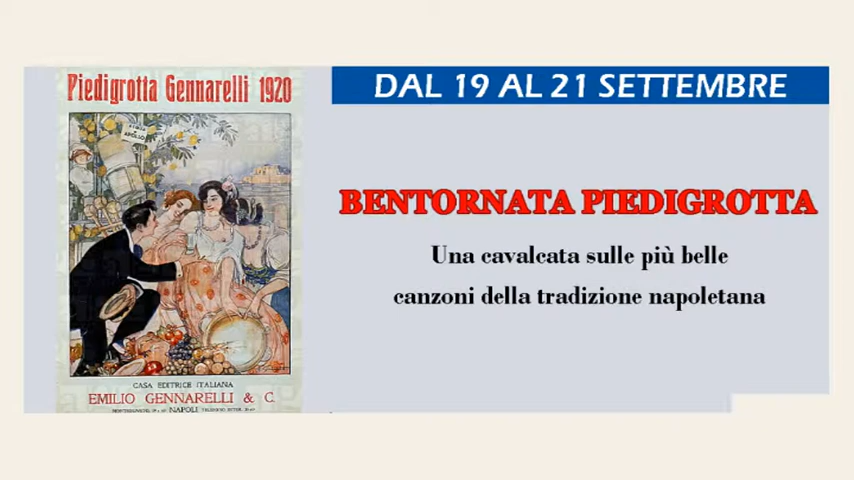 Piedigrotta Gennarelli 1920
CASA EDITRICE ITALIANA
EMILIO GENNARELLI & C.
NAPOLI
DAL 19 AL 21 SETTEMBRE
BENTORNATA PIEDIGROTTA
Una cavalcata sulle più belle
canzoni della tradizione napoletana